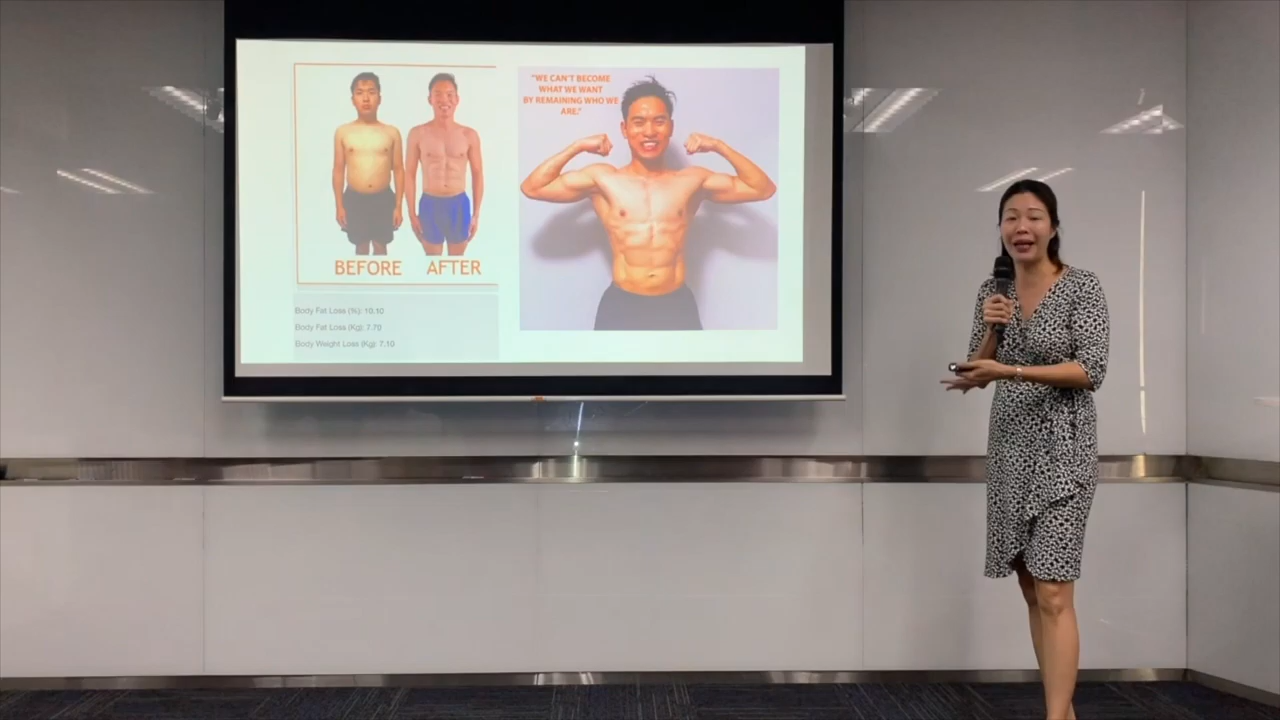 BEFORE AFTER
Body Fat Loss (%): 10.10
Body Fat Loss (Kg): 7.70
Body Weight Loss (Kg): 7.10
"WE CAN'T BECOME
WHAT WE WANT
BY REMAINING WHO WE
ARE."